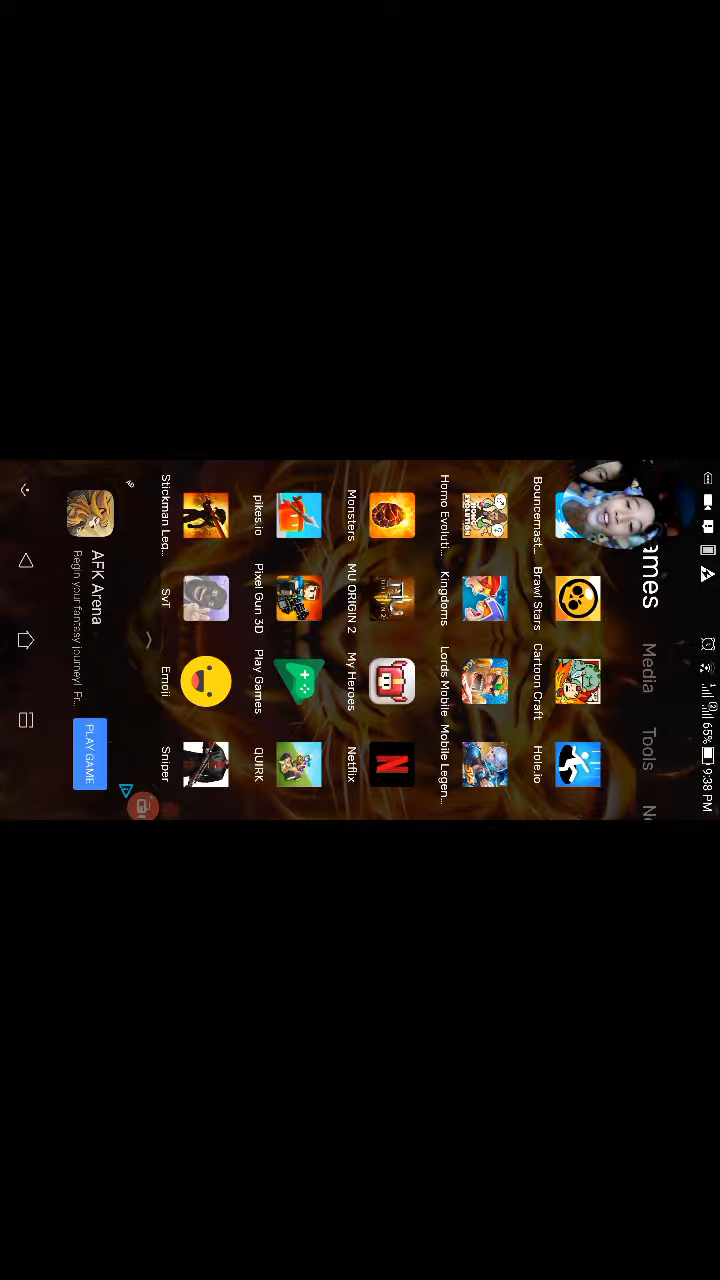 65% 9:38 PM
ames Media Tools
Bouncemast... Brawl Stars Cartoon Craft Hole.io
Homo Evoluti... Kingdoms Lords Mobile Mobile Legen...
Monsters MU ORIGIN 2 My Heroes Netflix
pikes.io Pixel Gun 3D Play Games QUIRK
Stickman Leg... SvT Emoji Sniper
AD
AFK Arena
Begin your fantasy journey! Fr...
PLAY GAME